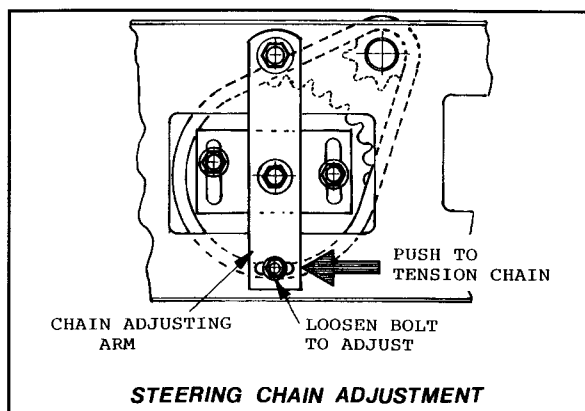 PUSH TO
TENSION CHAIN
CHAIN ADJUSTING
ARM
LOOSEN BOLT
TO ADJUST
STEERING CHAIN ADJUSTMENT